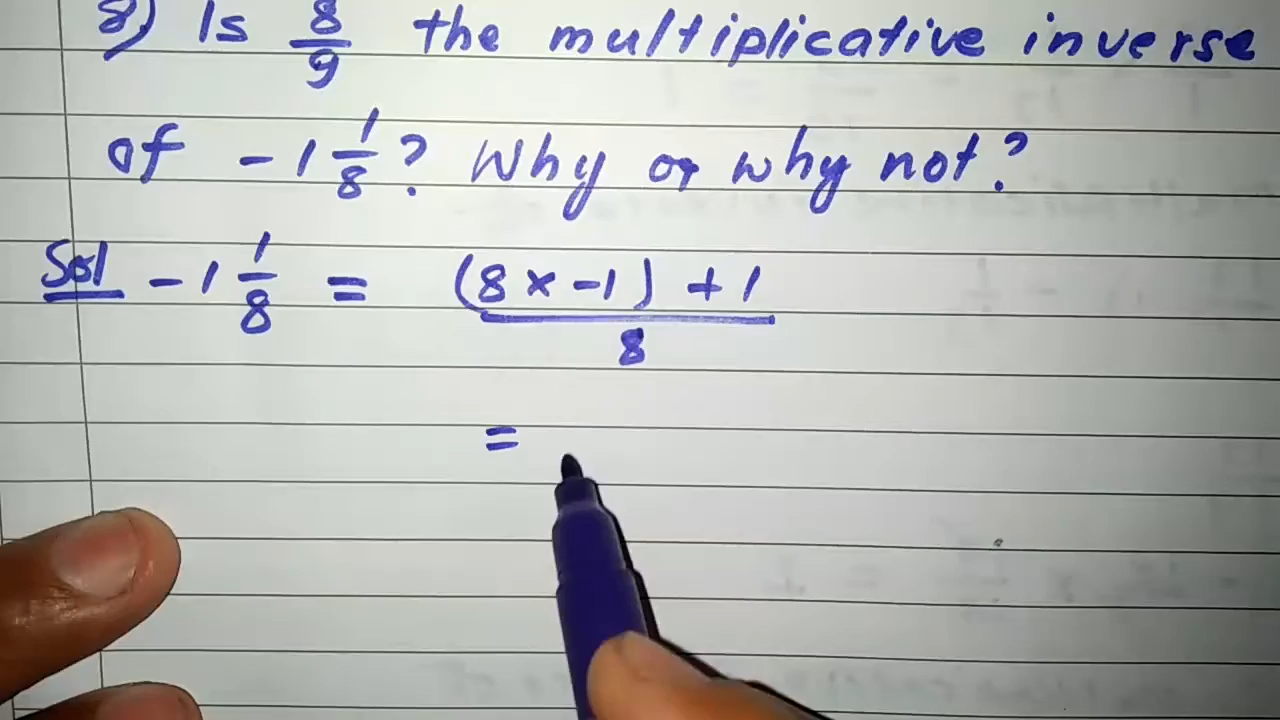 8) Is 8/9 the multiplicative inverse
of -1 1/8? Why or why not?
Sol -1 1/8 = (8 x -1) + 1 / 8
=